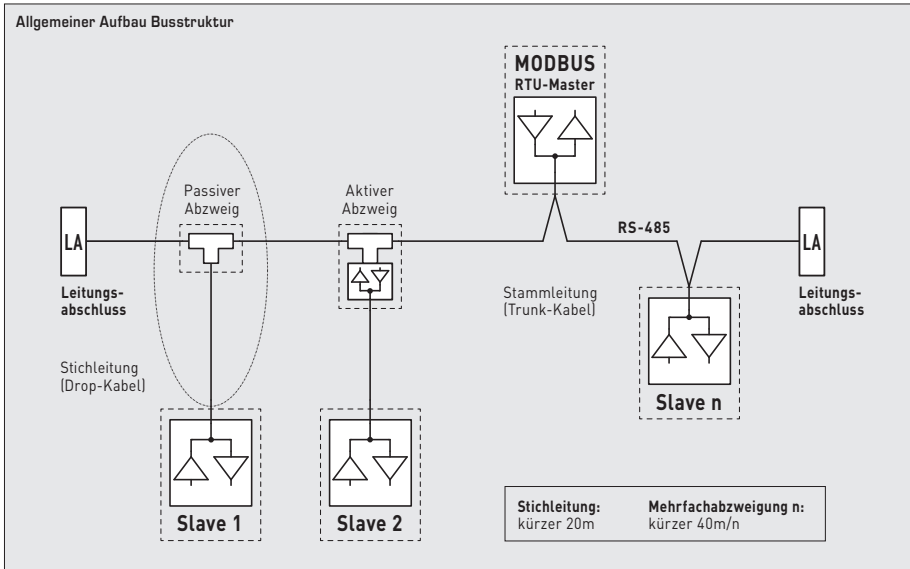 Allgemeiner Aufbau Busstruktur
MODBUS
RTU-Master
Passiver
Abzweig
Aktiver
Abzweig
LA
RS-485
LA
Leitungs-
abschluss
Stammleitung
(Trunk-Kabel)
Leitungs-
abschluss
Stichleitung
(Drop-Kabel)
Slave n
Slave 1
Slave 2
Stichleitung:
kürzer 20m
Mehrfachabzweigung n:
kürzer 40m/n